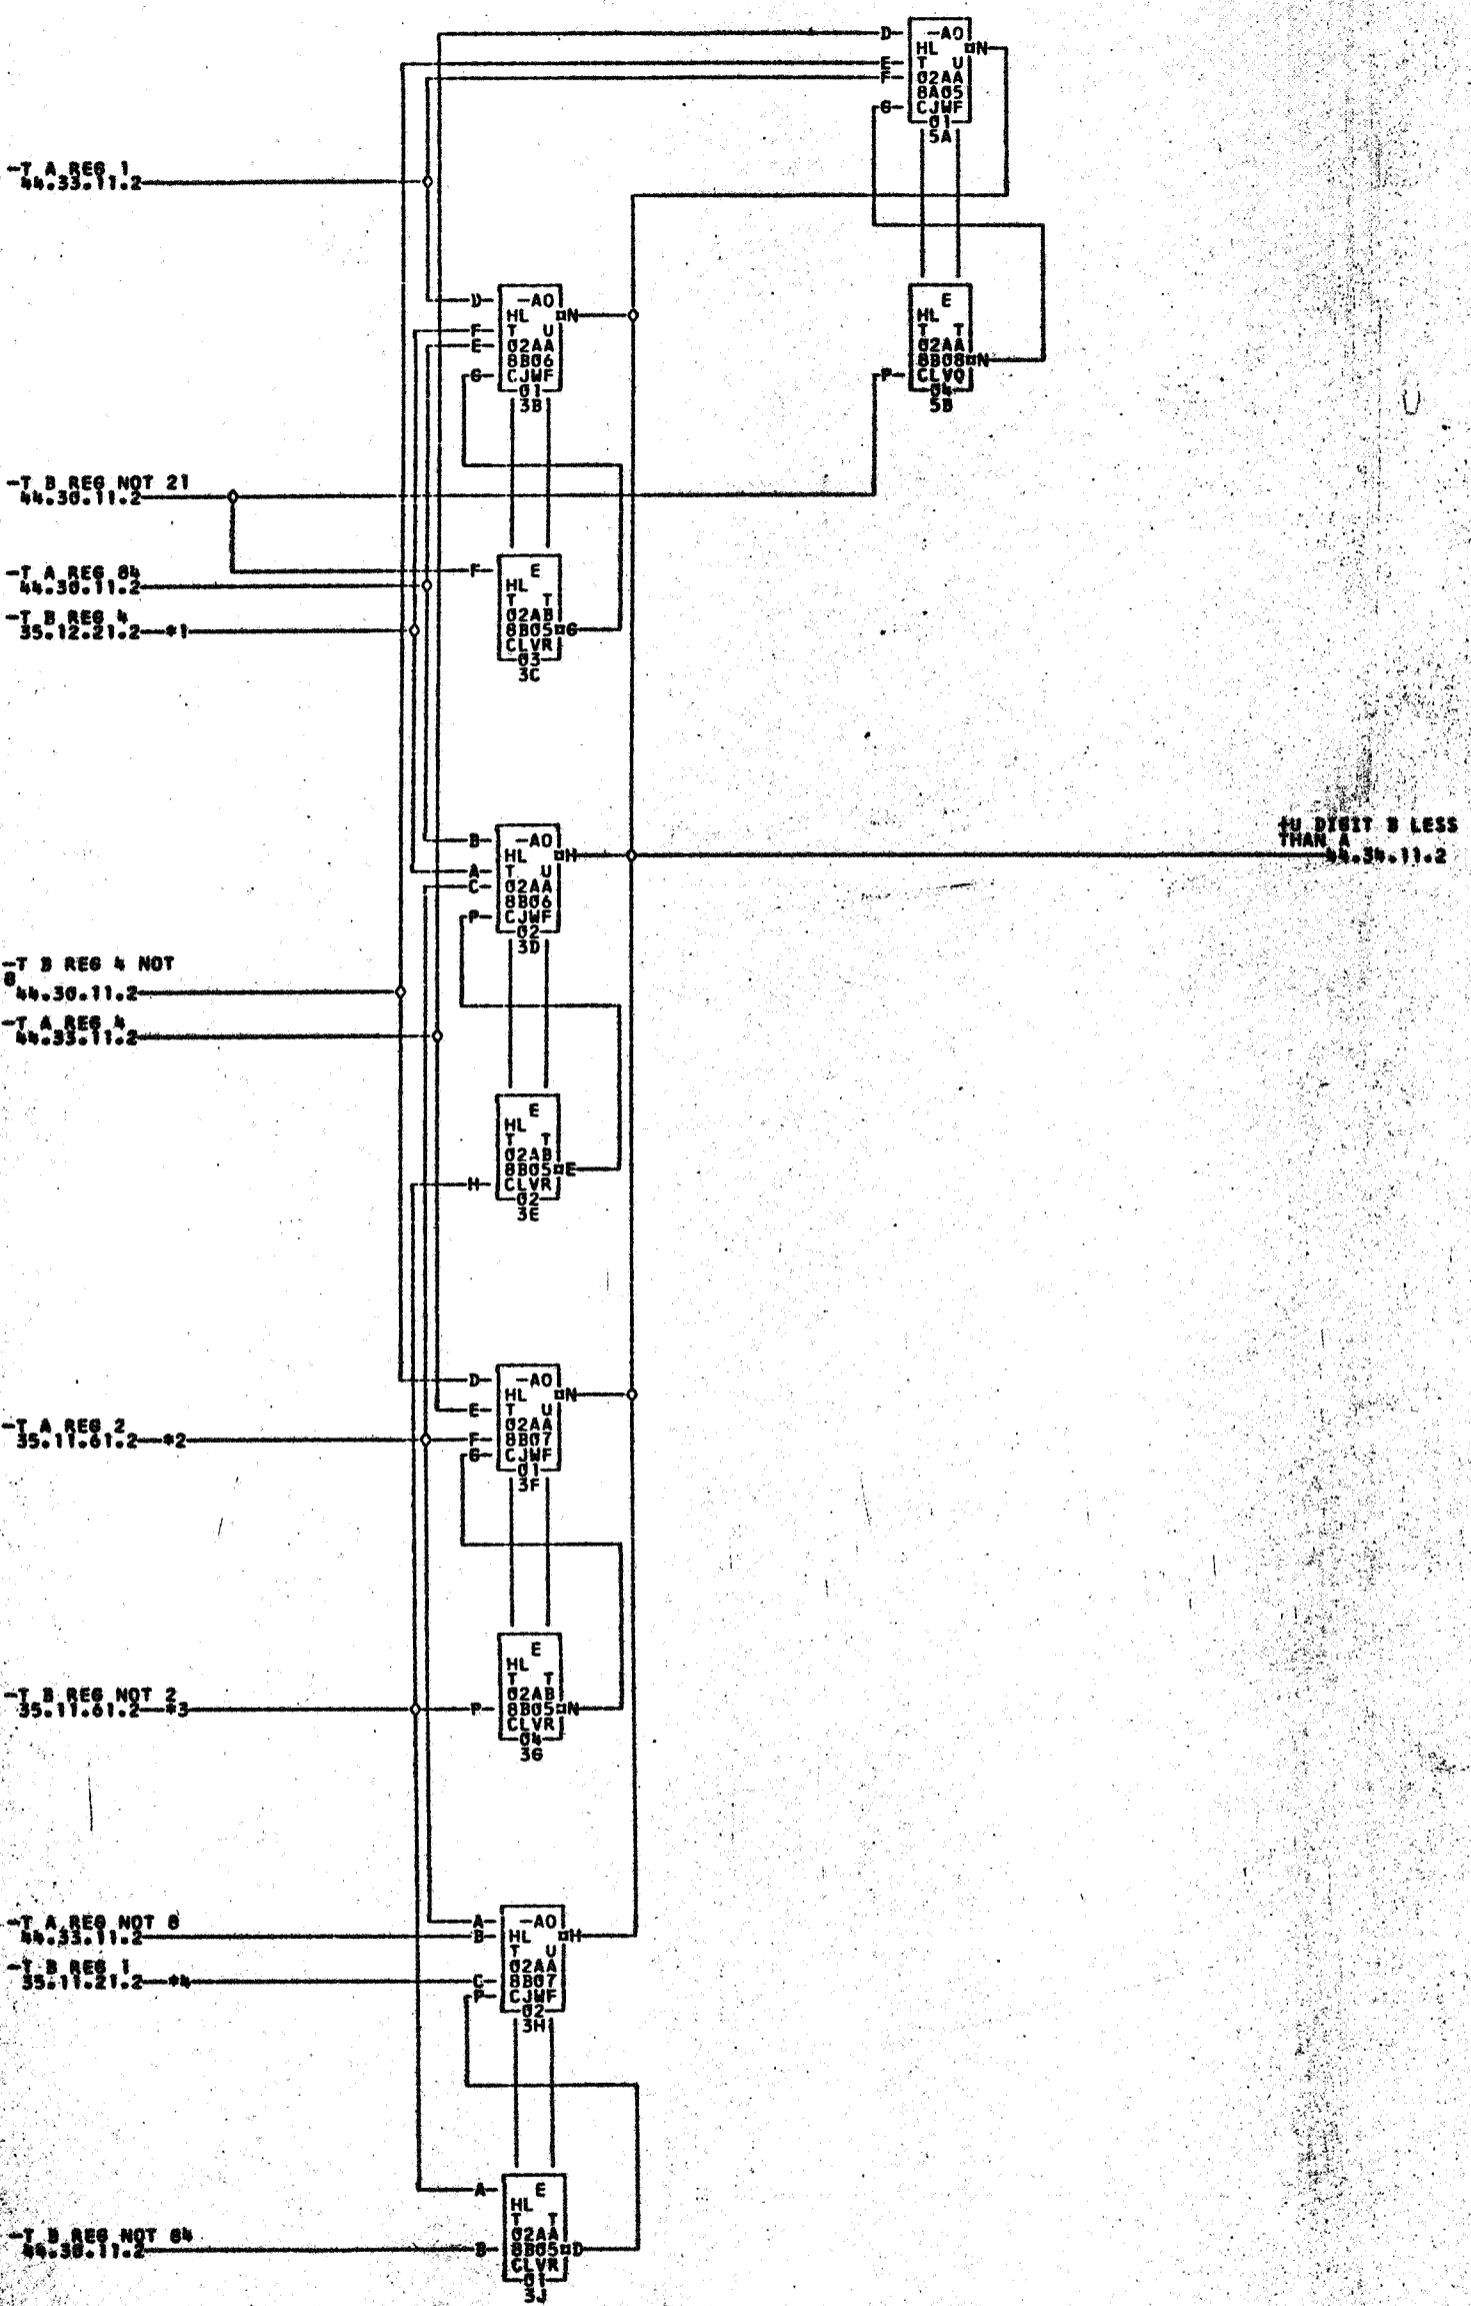 D -AO
HL N
E T U
F 02AA
8A05
G CJWF
01
5A
-T A REG 1
44.33.11.2
D -AO
HL N
F T U
E 02AA
8B06
G CJWF
01
3B
E
HL
T T
02AA
8B08 N
P CLVQ
04
5B
-T B REG NOT 21
44.30.11.2
-T A REG 84
44.30.11.2
-T B REG 4
35.12.21.2—*1
F E
HL
T T
02AB
8B05 G
CLVR
03
3C
B -AO
HL H
A T U
C 02AA
8B06
P CJWF
02
3D
+U DIGIT B LESS
THAN A
44.34.11.2
-T B REG 4 NOT
8
44.30.11.2
-T A REG 4
44.33.11.2
E
HL
T T
02AB
8B05 E
H CLVR
02
3E
D -AO
HL N
E T U
02AA
F 8B07
G CJWF
01
3F
-T A REG 2
35.11.61.2—*2
E
HL
T T
02AB
P 8B05 N
CLVR
04
3G
-T B REG NOT 2
35.11.61.2—*3
-T A REG NOT 8
44.33.11.2
-T B REG 1
35.11.21.2—*4
A -AO
B HL H
T U
02AA
C 8B07
P CJWF
02
3H
A E
HL
T T
02AA
B 8B05 D
CLVR
01
3J
-T B REG NOT 84
44.30.11.2